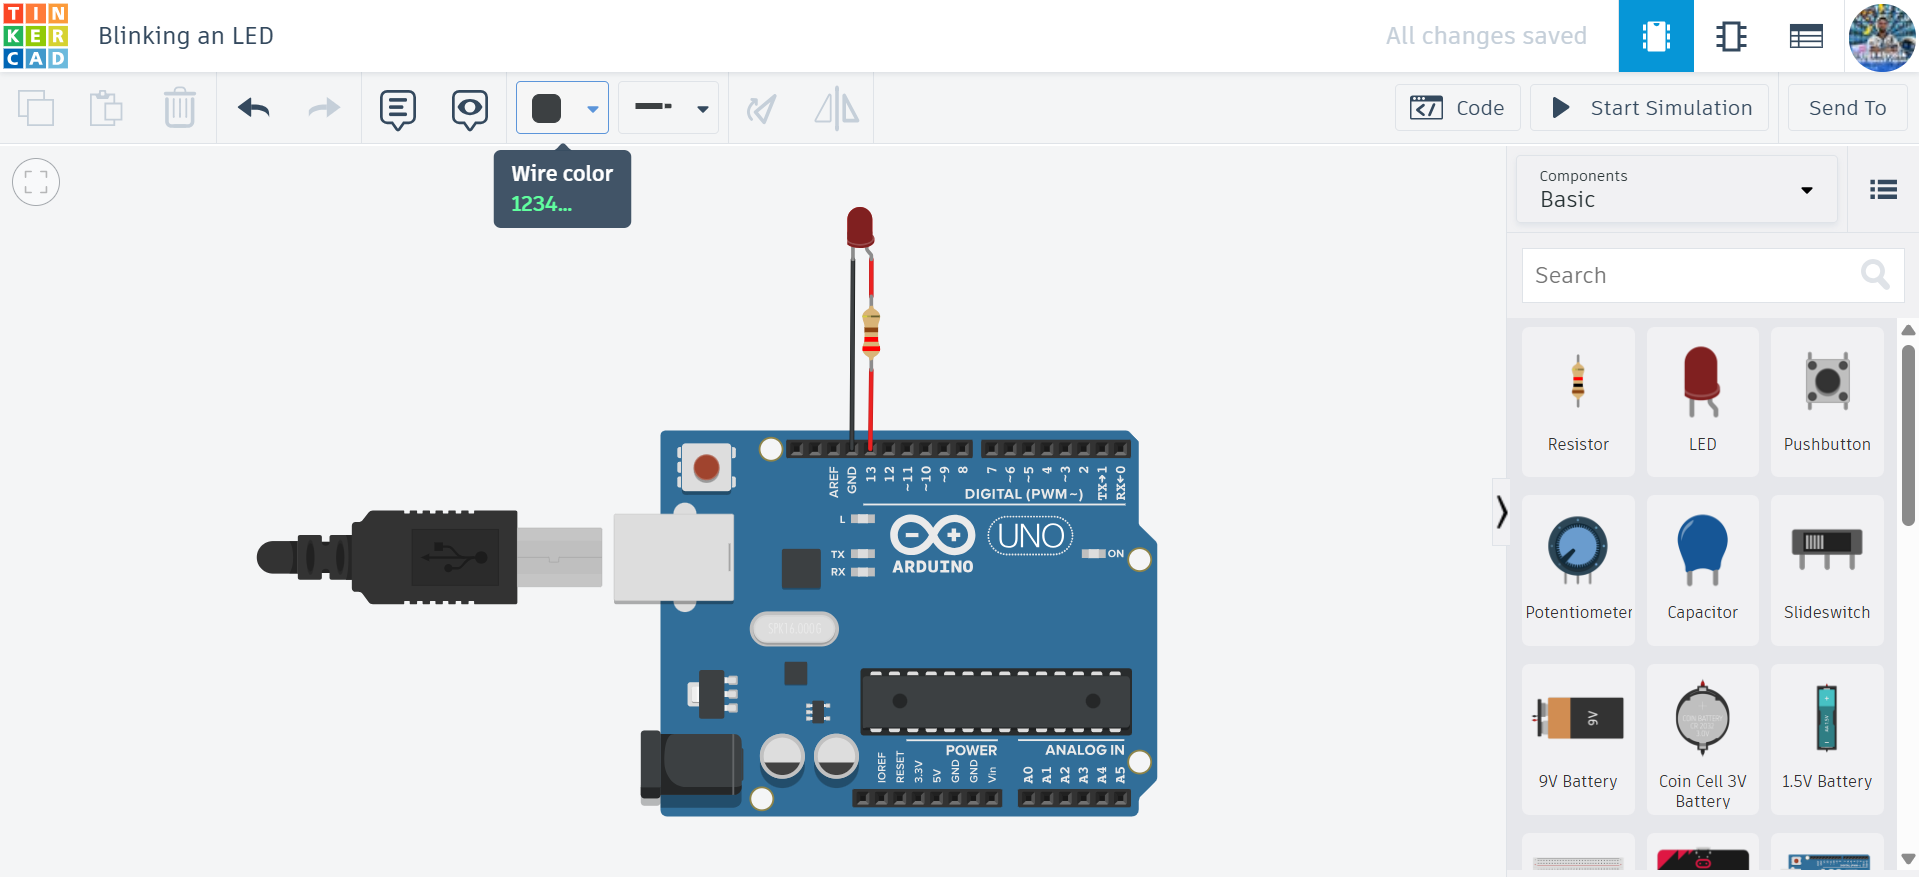 TIN
KER
CAD
Blinking an LED
All changes saved
Code
Start Simulation
Send To
Wire color
1234...
Components
Basic
Search
Resistor
LED
Pushbutton
Potentiometer
Capacitor
Slideswitch
9V
9V Battery
Coin Cell 3V
Battery
1.5V Battery
AREF
GND
13
12
~11
~10
~9
8
7
~6
~5
4
~3
2
TX→1
RX←0
DIGITAL (PWM~)
L
TX
RX
ON
UNO
ARDUINO
SPK16.000G
POWER
ANALOG IN
IOREF
RESET
3.3V
5V
GND
GND
Vin
A0
A1
A2
A3
A4
A5